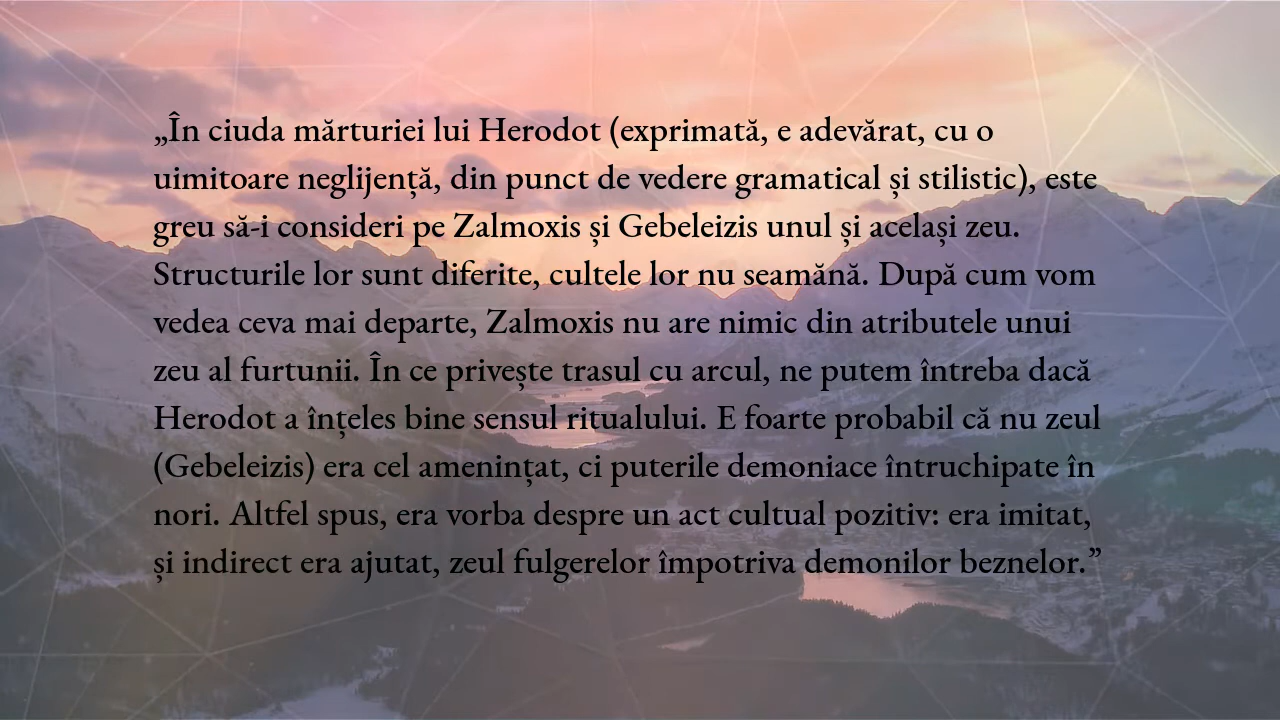 „În ciuda mărturiei lui Herodot (exprimată, e adevărat, cu o
uimitoare neglijență, din punct de vedere gramatical și stilistic), este
greu să-i consideri pe Zalmoxis și Gebeleizis unul și același zeu.
Structurile lor sunt diferite, cultele lor nu seamănă. După cum vom
vedea ceva mai departe, Zalmoxis nu are nimic din atributele unui
zeu al furtunii. În ce privește trasul cu arcul, ne putem întreba dacă
Herodot a înțeles bine sensul ritualului. E foarte probabil că nu zeul
(Gebeleizis) era cel amenințat, ci puterile demoniace întruchipate în
nori. Altfel spus, era vorba despre un act cultual pozitiv: era imitat,
și indirect era ajutat, zeul fulgerelor împotriva demonilor beznelor.”